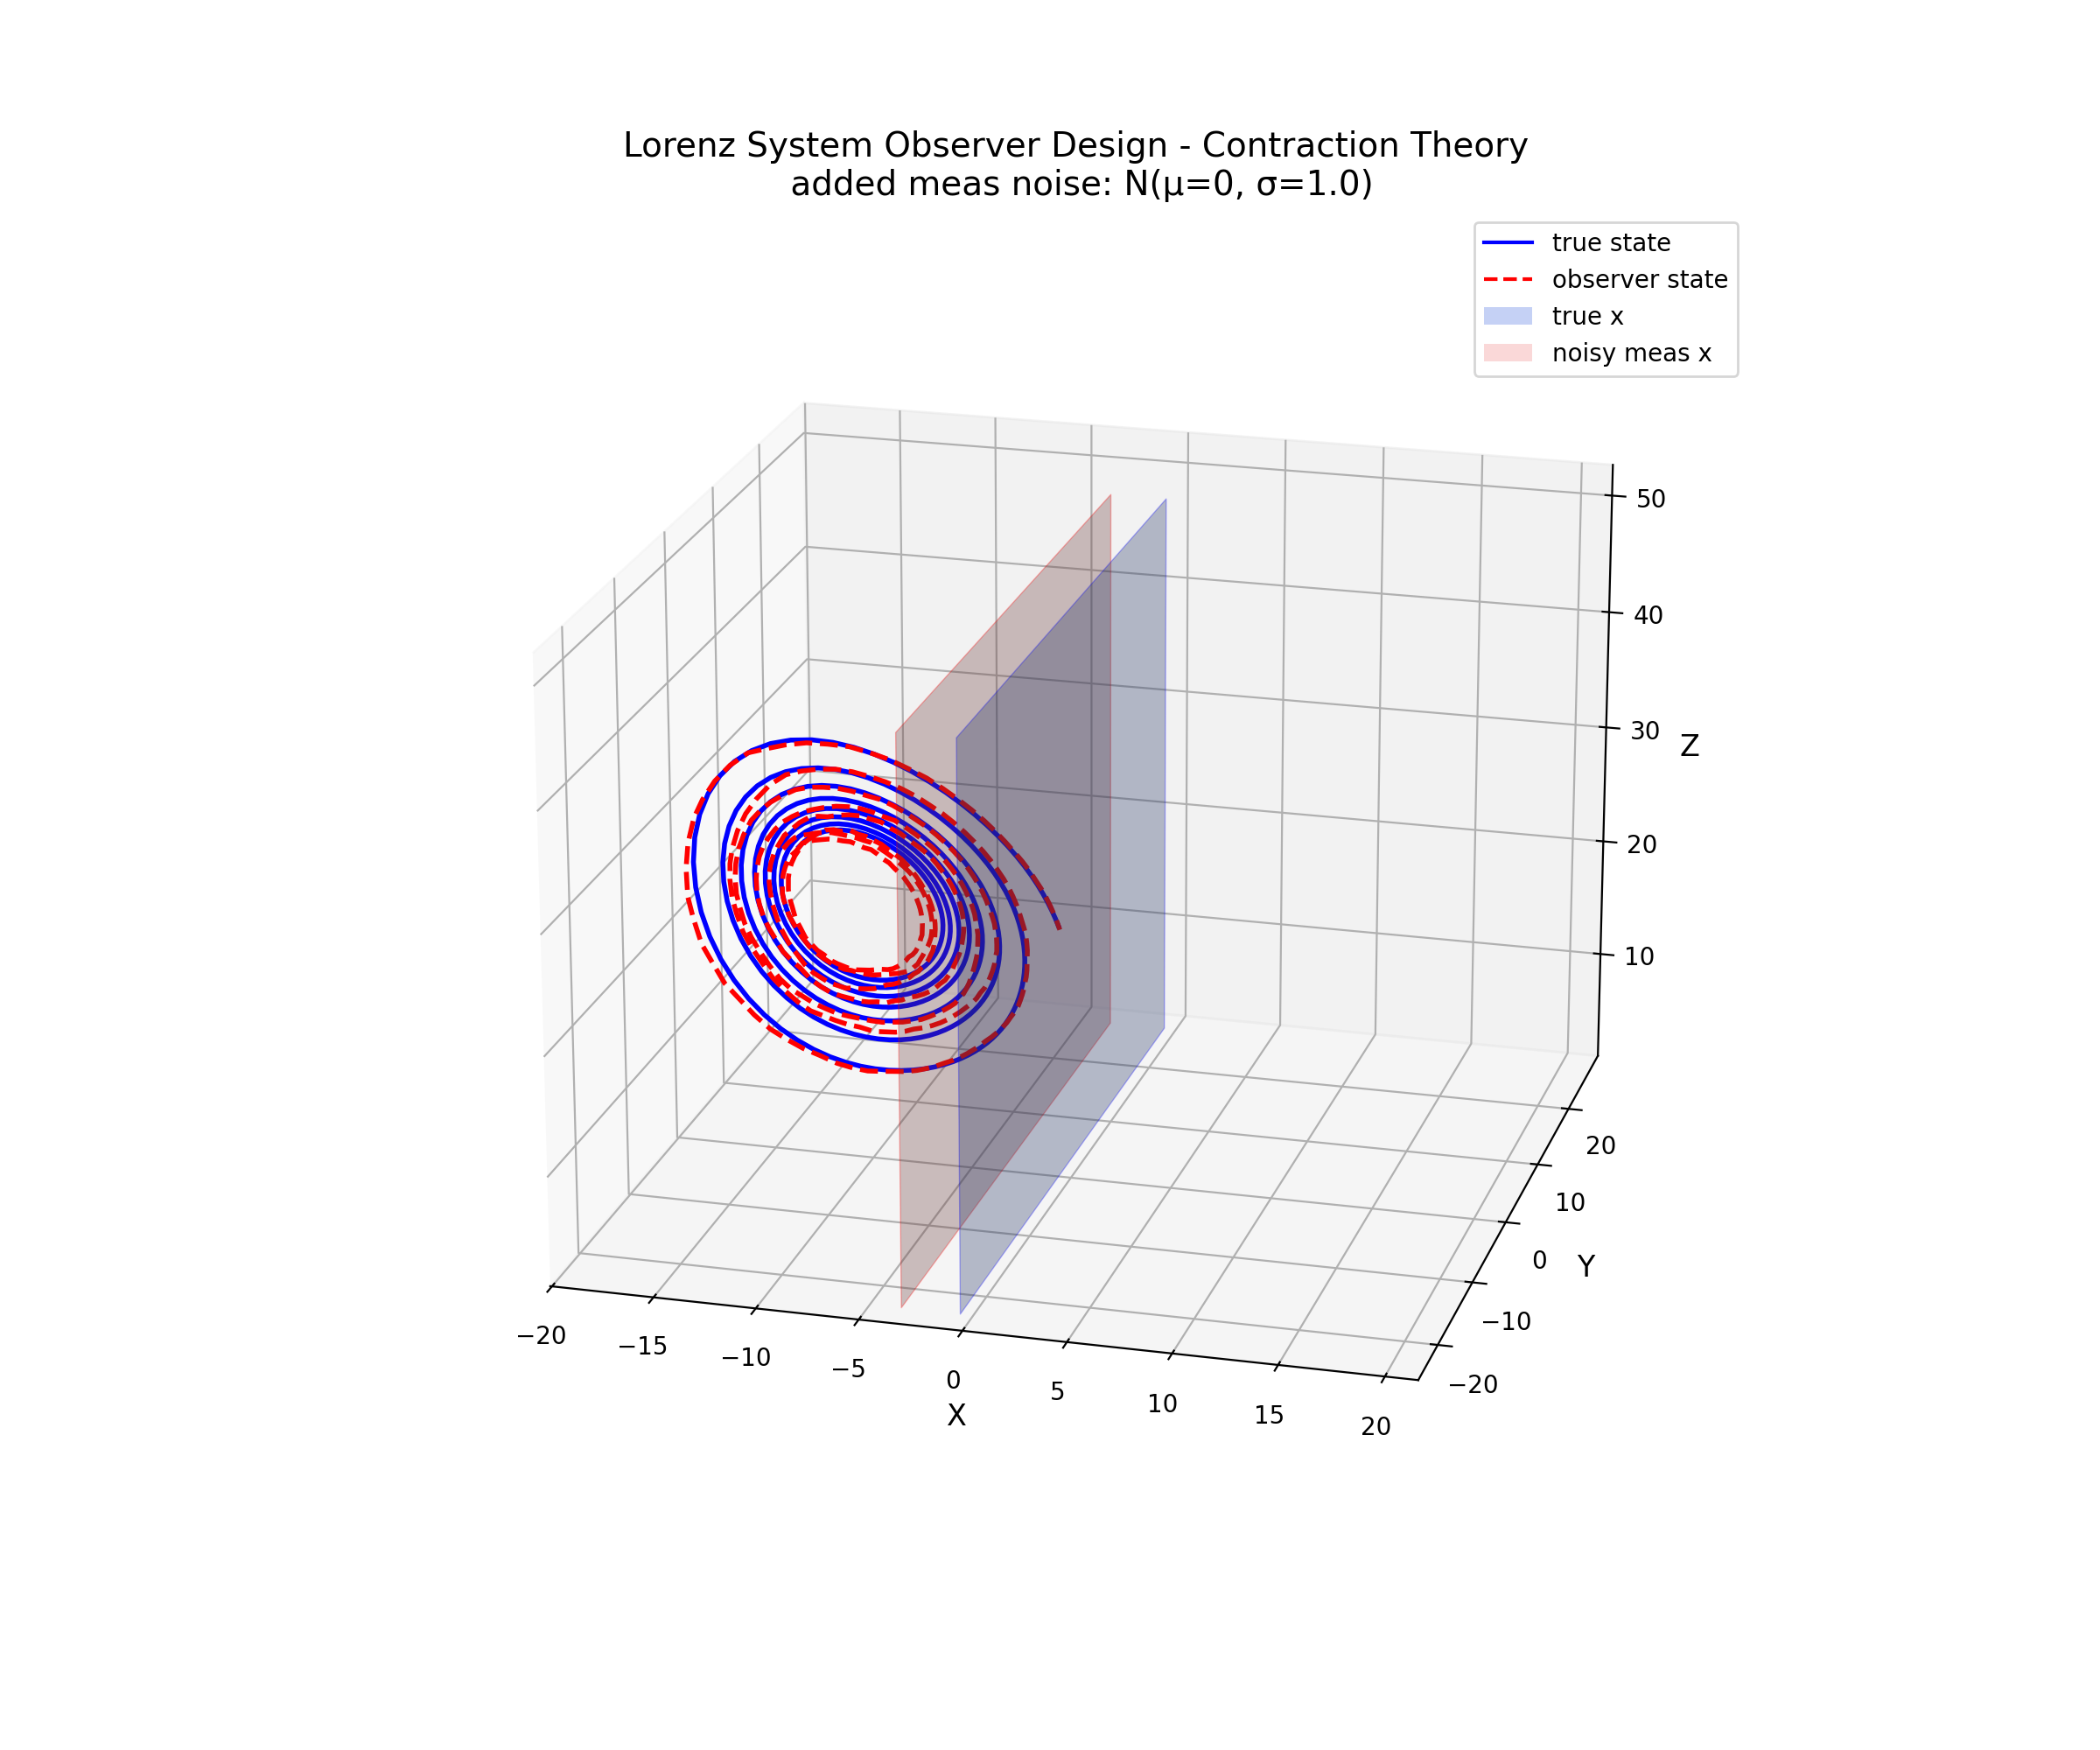 Lorenz System Observer Design - Contraction Theory
added meas noise: N(μ=0, σ=1.0)
true state
observer state
true x
noisy meas x
50
40
30
20
10
Z
20
10
0
−10
−20
Y
−20
−15
−10
−5
0
5
10
15
20
X